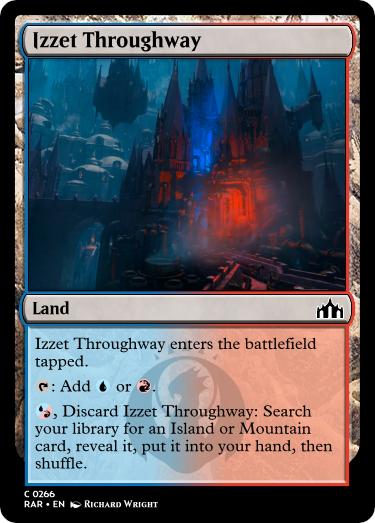 Izzet Throughway
Land
Izzet Throughway enters the battlefield
tapped.
: Add or .
, Discard Izzet Throughway: Search
your library for an Island or Mountain
card, reveal it, put it into your hand, then
shuffle.
C 0266
RAR • EN Richard Wright